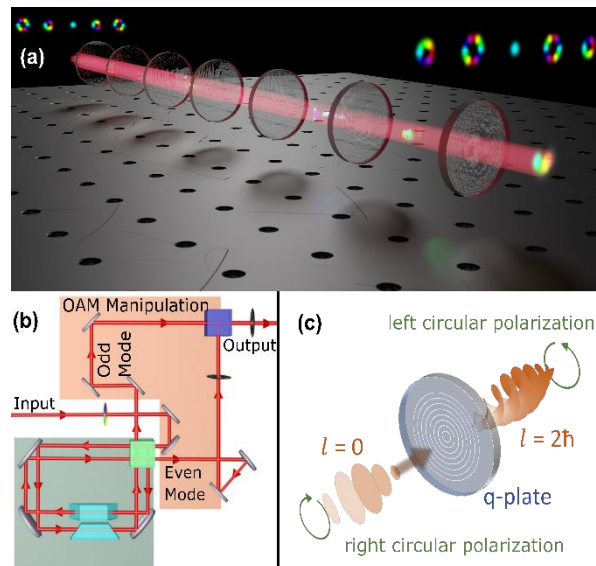 (a)
(b)
OAM Manipulation
Odd
Mode
Output
Input
Even
Mode
(c)
left circular polarization
l = 0
l = 2ħ
q-plate
right circular polarization